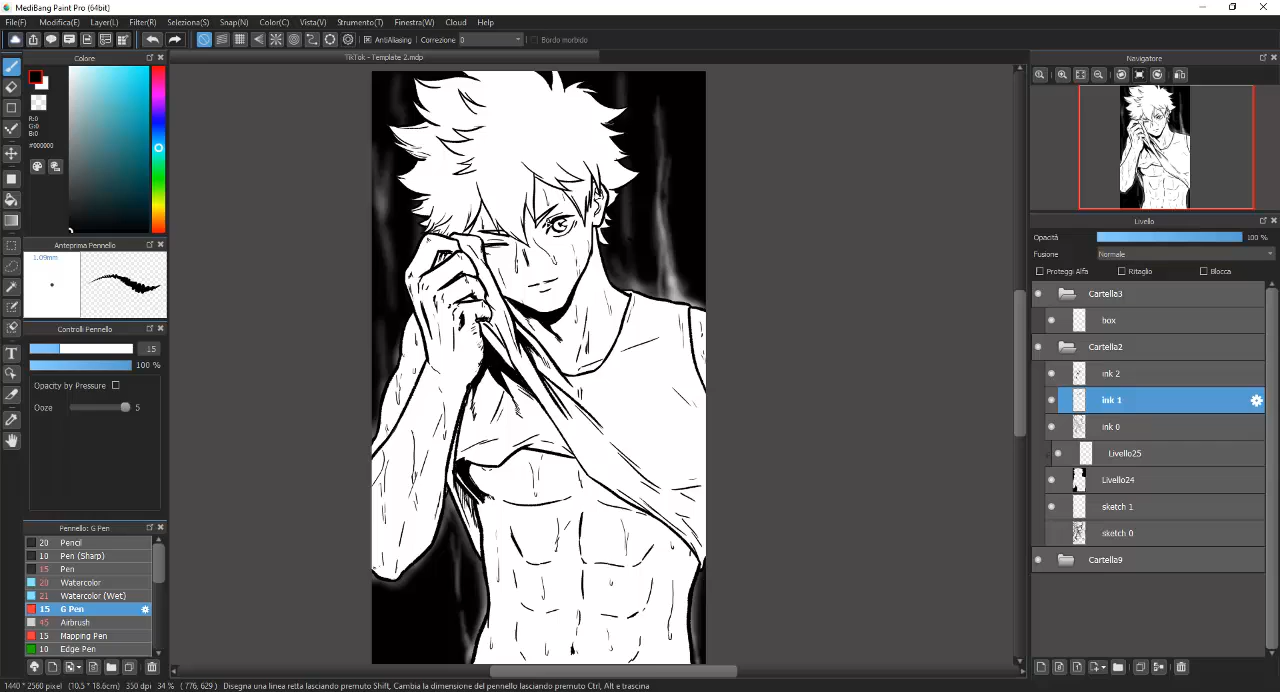 MediBang Paint Pro (64bit)
File(F) Modifica(E) Layer(L) Filter(R) Seleziona(S) Snap(N) Color(C) Vista(V) Strumento(T) Finestra(W) Cloud Help
AntiAliasing Correzione 0 Bordo morbido
Colore
TikTok - Template 2.mdp
Navigatore
R:0
G:0
B:0
#000000
Anteprima Pennello
1.09mm
Controlli Pennello
15
100 %
Opacity by Pressure
Ooze 5
Pennello: G Pen
20 Pencil
10 Pen (Sharp)
15 Pen
20 Watercolor
21 Watercolor (Wet)
15 G Pen
45 Airbrush
15 Mapping Pen
10 Edge Pen
Livello
Opacità 100 %
Fusione Normale
Proteggi Alfa Ritaglio Blocca
Cartella3
box
Cartella2
ink 2
ink 1
ink 0
Livello25
Livello24
sketch 1
sketch 0
Cartella9
1440 * 2560 pixel (10.5 * 18.6cm) 350 dpi 34 % ( 776, 629 ) Disegna una linea retta lasciando premuto Shift, Cambia la dimensione del pennello lasciando premuto Ctrl, Alt e trascina